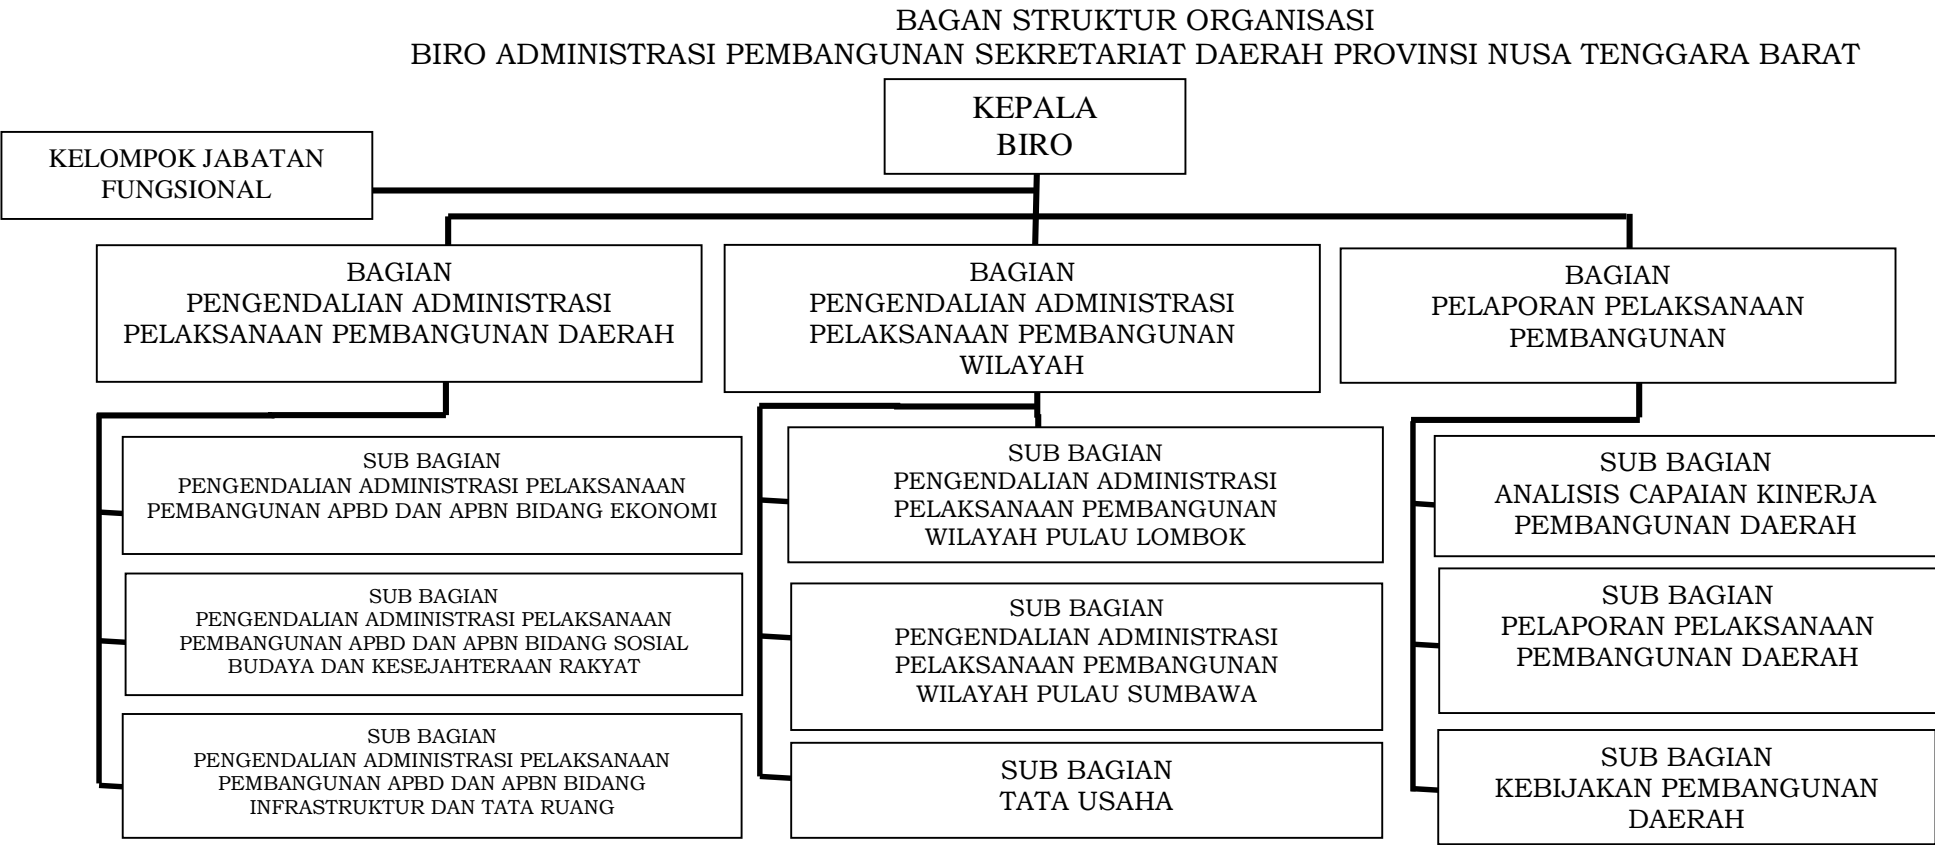 BAGAN STRUKTUR ORGANISASI
BIRO ADMINISTRASI PEMBANGUNAN SEKRETARIAT DAERAH PROVINSI NUSA TENGGARA BARAT
KEPALA
BIRO
KELOMPOK JABATAN
FUNGSIONAL
BAGIAN
PENGENDALIAN ADMINISTRASI
PELAKSANAAN PEMBANGUNAN DAERAH
BAGIAN
PENGENDALIAN ADMINISTRASI
PELAKSANAAN PEMBANGUNAN
WILAYAH
BAGIAN
PELAPORAN PELAKSANAAN
PEMBANGUNAN
SUB BAGIAN
PENGENDALIAN ADMINISTRASI PELAKSANAAN
PEMBANGUNAN APBD DAN APBN BIDANG EKONOMI
SUB BAGIAN
PENGENDALIAN ADMINISTRASI PELAKSANAAN
PEMBANGUNAN APBD DAN APBN BIDANG SOSIAL
BUDAYA DAN KESEJAHTERAAN RAKYAT
SUB BAGIAN
PENGENDALIAN ADMINISTRASI PELAKSANAAN
PEMBANGUNAN APBD DAN APBN BIDANG
INFRASTRUKTUR DAN TATA RUANG
SUB BAGIAN
PENGENDALIAN ADMINISTRASI
PELAKSANAAN PEMBANGUNAN
WILAYAH PULAU LOMBOK
SUB BAGIAN
PENGENDALIAN ADMINISTRASI
PELAKSANAAN PEMBANGUNAN
WILAYAH PULAU SUMBAWA
SUB BAGIAN
TATA USAHA
SUB BAGIAN
ANALISIS CAPAIAN KINERJA
PEMBANGUNAN DAERAH
SUB BAGIAN
PELAPORAN PELAKSANAAN
PEMBANGUNAN DAERAH
SUB BAGIAN
KEBIJAKAN PEMBANGUNAN
DAERAH